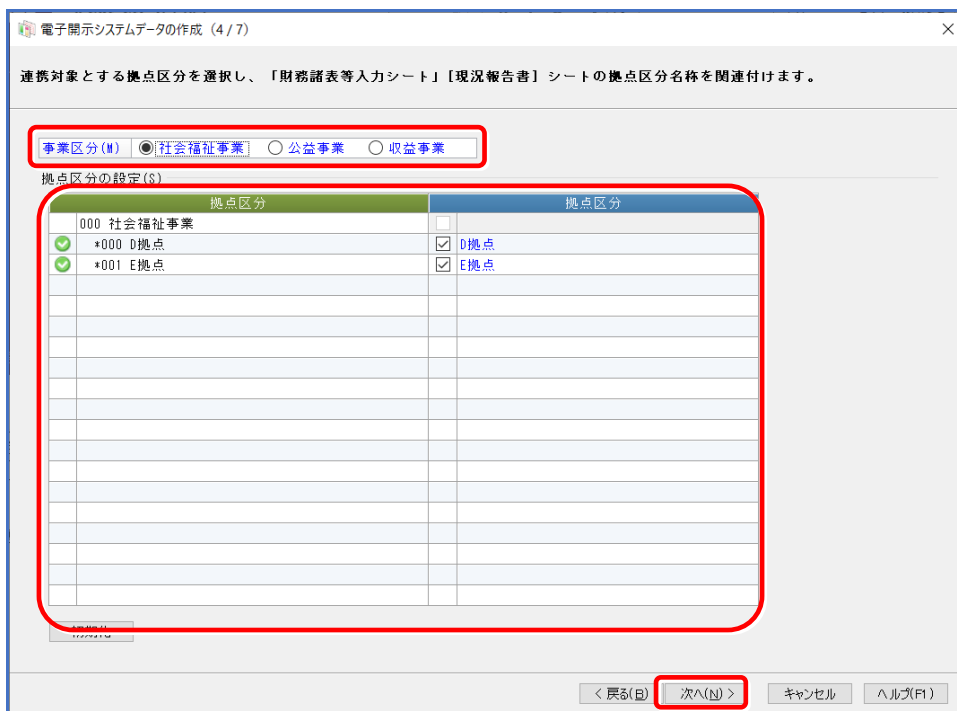 電子開示システムデータの作成 (4/7)
連携対象とする拠点区分を選択し、「財務諸表等入力シート」[現況報告書] シートの拠点区分名称を関連付けます。
事業区分(M) 社会福祉事業 公益事業 収益事業
拠点区分の設定(S)
拠点区分 拠点区分
000 社会福祉事業
*000 D拠点 D拠点
*001 E拠点 E拠点
初期化
< 戻る(B) 次へ(N) > キャンセル ヘルプ(F1)